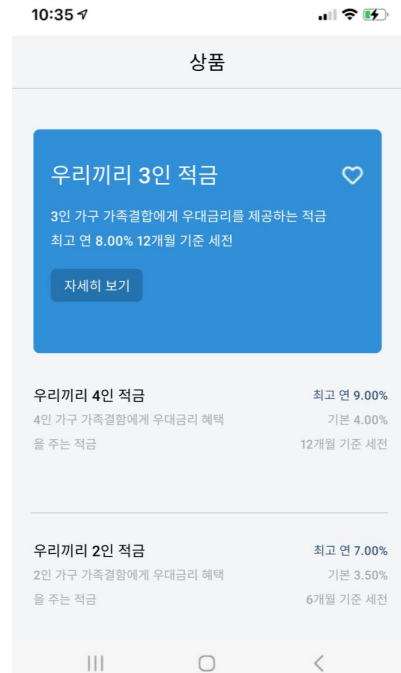 10:35
상품
우리끼리 3인 적금
3인 가구 가족결합에게 우대금리를 제공하는 적금
최고 연 8.00% 12개월 기준 세전
자세히 보기
우리끼리 4인 적금
최고 연 9.00%
4인 가구 가족결함에게 우대금리 혜택
기본 4.00%
을 주는 적금
12개월 기준 세전
우리끼리 2인 적금
최고 연 7.00%
2인 가구 가족결함에게 우대금리 혜택
기본 3.50%
을 주는 적금
6개월 기준 세전